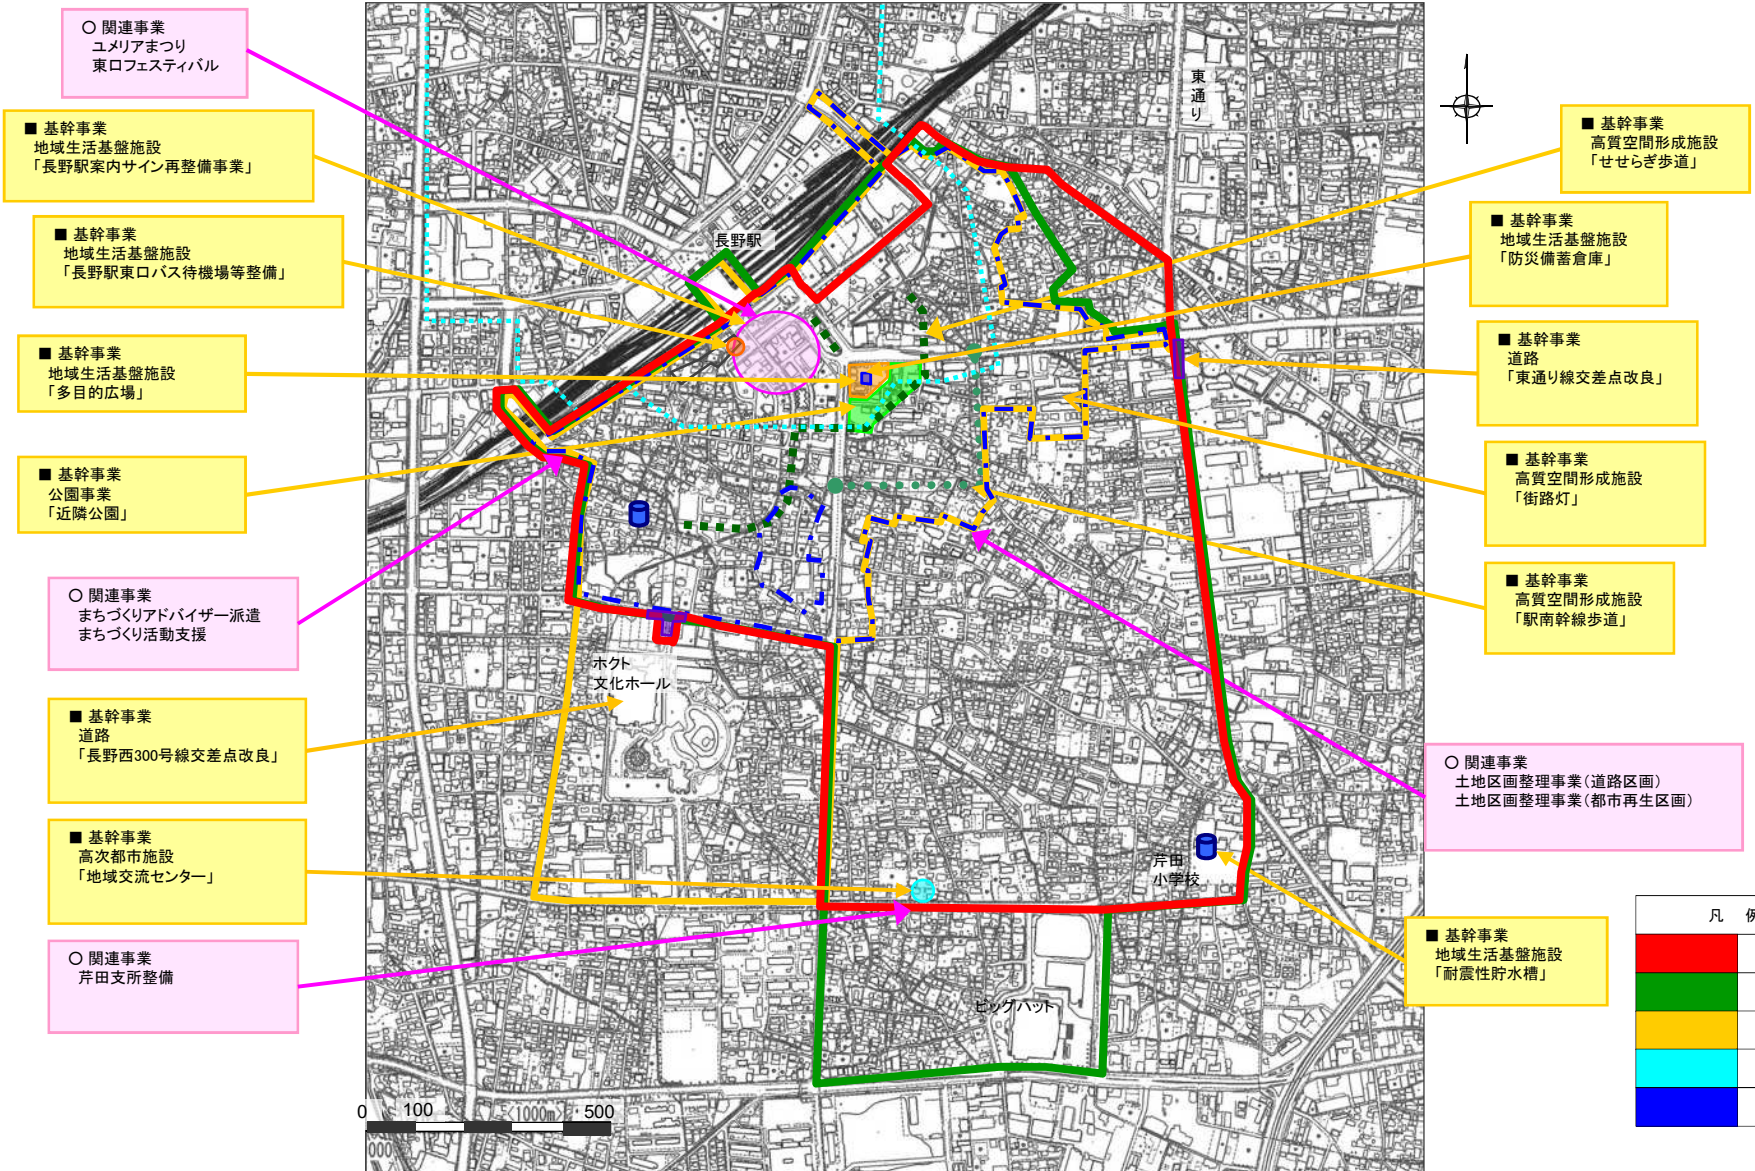 ○ 関連事業
ユメリアまつり
東口フェスティバル
■ 基幹事業
地域生活基盤施設
「長野駅案内サイン再整備事業」
■ 基幹事業
地域生活基盤施設
「長野駅東口バス待機場等整備」
■ 基幹事業
地域生活基盤施設
「多目的広場」
■ 基幹事業
公園事業
「近隣公園」
○ 関連事業
まちづくりアドバイザー派遣
まちづくり活動支援
■ 基幹事業
道路
「長野西300号線交差点改良」
■ 基幹事業
高次都市施設
「地域交流センター」
○ 関連事業
芹田支所整備
東通り
長野駅
ホクト
文化ホール
芹田
小学校
ビッグハット
0 100 500
<1000m>
■ 基幹事業
高質空間形成施設
「せせらぎ歩道」
■ 基幹事業
地域生活基盤施設
「防災備蓄倉庫」
■ 基幹事業
道路
「東通り線交差点改良」
■ 基幹事業
高質空間形成施設
「街路灯」
■ 基幹事業
高質空間形成施設
「駅南幹線歩道」
○ 関連事業
土地区画整理事業(道路区画)
土地区画整理事業(都市再生区画)
■ 基幹事業
地域生活基盤施設
「耐震性貯水槽」
凡 例